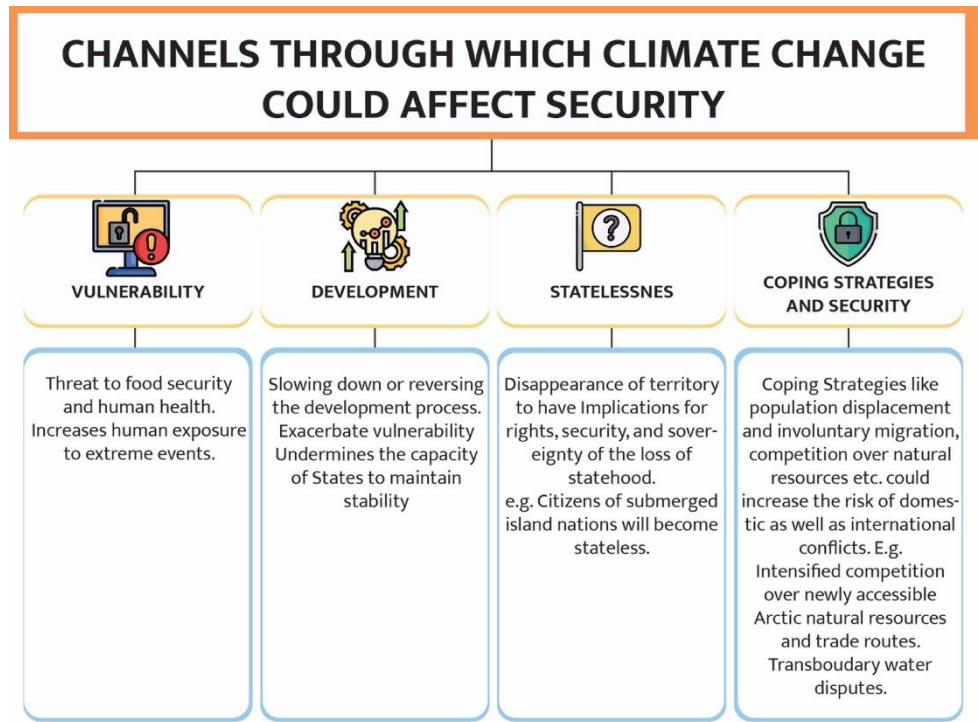 CHANNELS THROUGH WHICH CLIMATE CHANGE
COULD AFFECT SECURITY
VULNERABILITY
Threat to food security
and human health.
Increases human exposure
to extreme events.
DEVELOPMENT
Slowing down or reversing
the development process.
Exacerbate vulnerability
Undermines the capacity
of States to maintain
stability
?
STATELESSNES
Disappearance of territory
to have Implications for
rights, security, and sover-
eignty of the loss of
statehood.
e.g. Citizens of submerged
island nations will become
stateless.
COPING STRATEGIES
AND SECURITY
Coping Strategies like
population displacement
and involuntary migration,
competition over natural
resources etc. could
increase the risk of domes-
tic as well as international
conflicts. E.g.
Intensified competition
over newly accessible
Arctic natural resources
and trade routes.
Transboudary water
disputes.